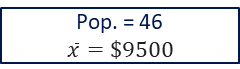 Pop. = 46
x̄ = $9500